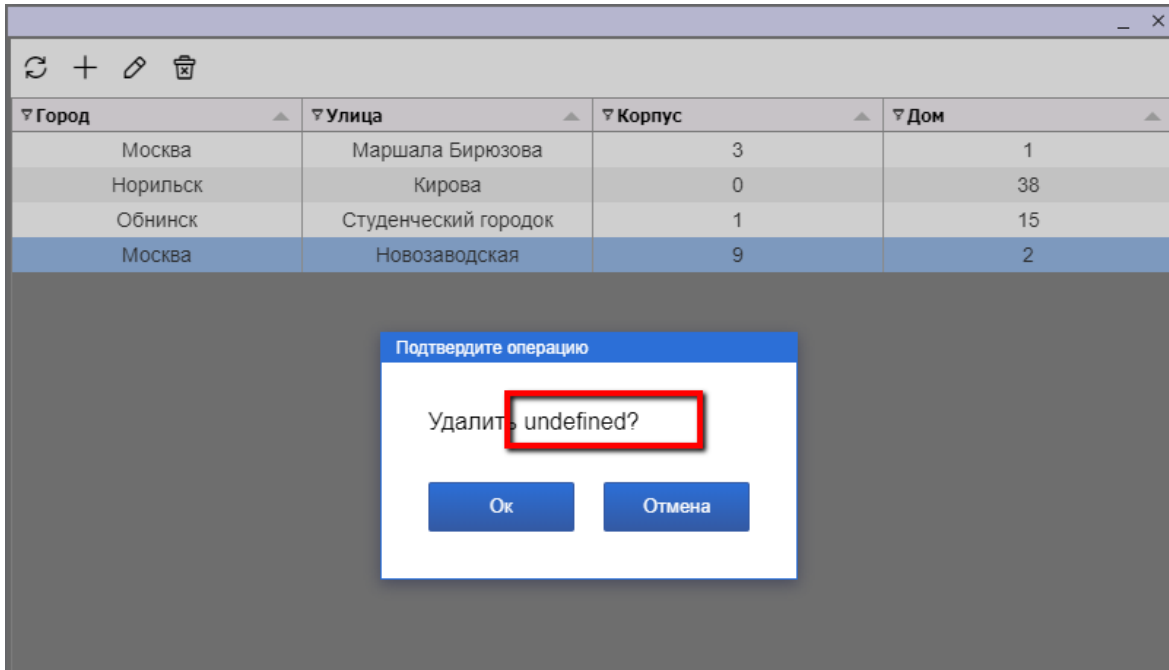 Город Улица Корпус Дом
Москва Маршала Бирюзова 3 1
Норильск Кирова 0 38
Обнинск Студенческий городок 1 15
Москва Новозаводская 9 2
Подтвердите операцию
Удалить undefined?
Ок Отмена